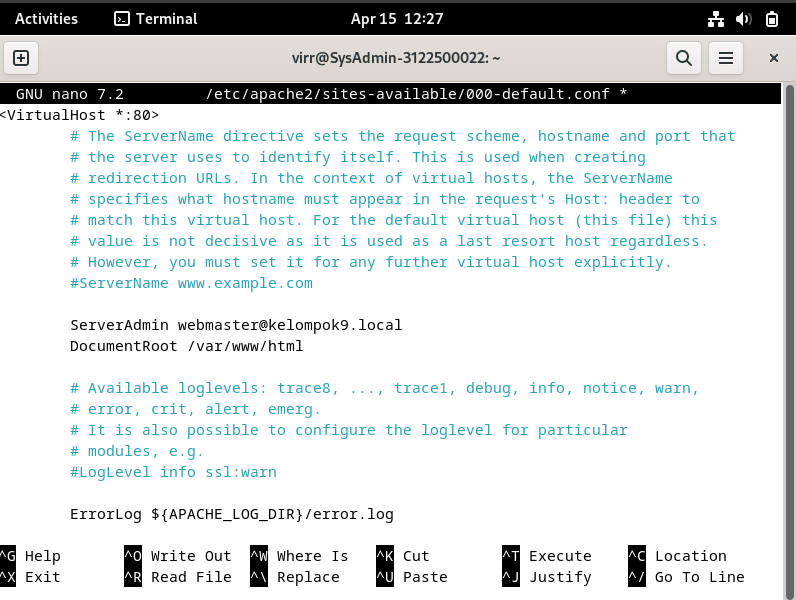 Activities Terminal Apr 15 12:27
virr@SysAdmin-3122500022: ~
GNU nano 7.2 /etc/apache2/sites-available/000-default.conf *
<VirtualHost *:80>
# The ServerName directive sets the request scheme, hostname and port that
# the server uses to identify itself. This is used when creating
# redirection URLs. In the context of virtual hosts, the ServerName
# specifies what hostname must appear in the request's Host: header to
# match this virtual host. For the default virtual host (this file) this
# value is not decisive as it is used as a last resort host regardless.
# However, you must set it for any further virtual host explicitly.
#ServerName www.example.com
ServerAdmin webmaster@kelompok9.local
DocumentRoot /var/www/html
# Available loglevels: trace8, ..., trace1, debug, info, notice, warn,
# error, crit, alert, emerg.
# It is also possible to configure the loglevel for particular
# modules, e.g.
#LogLevel info ssl:warn
ErrorLog ${APACHE_LOG_DIR}/error.log
^G Help ^O Write Out ^W Where Is ^K Cut ^T Execute ^C Location
^X Exit ^R Read File ^\ Replace ^U Paste ^J Justify ^/ Go To Line